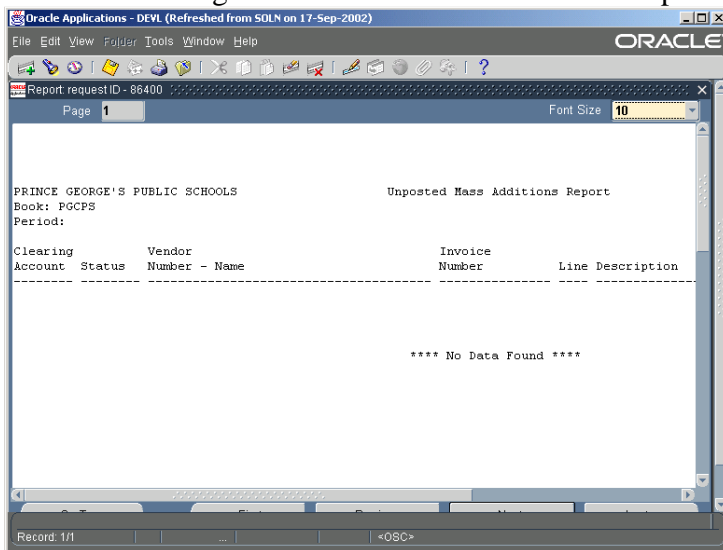 Oracle Applications - DEVL (Refreshed from SOLN on 17-Sep-2002)
File Edit View Folder Tools Window Help
ORACLE
Report: request ID - 86400
Page 1 Font Size 10
PRINCE GEORGE'S PUBLIC SCHOOLS Unposted Mass Additions Report
Book: PGCPS
Period:
Clearing Vendor Invoice
Account Status Number - Name Number Line Description
-------- -------- --------------------------------------- -------------- ---- -------------
**** No Data Found ****
Record: 1/1 ... <OSC>